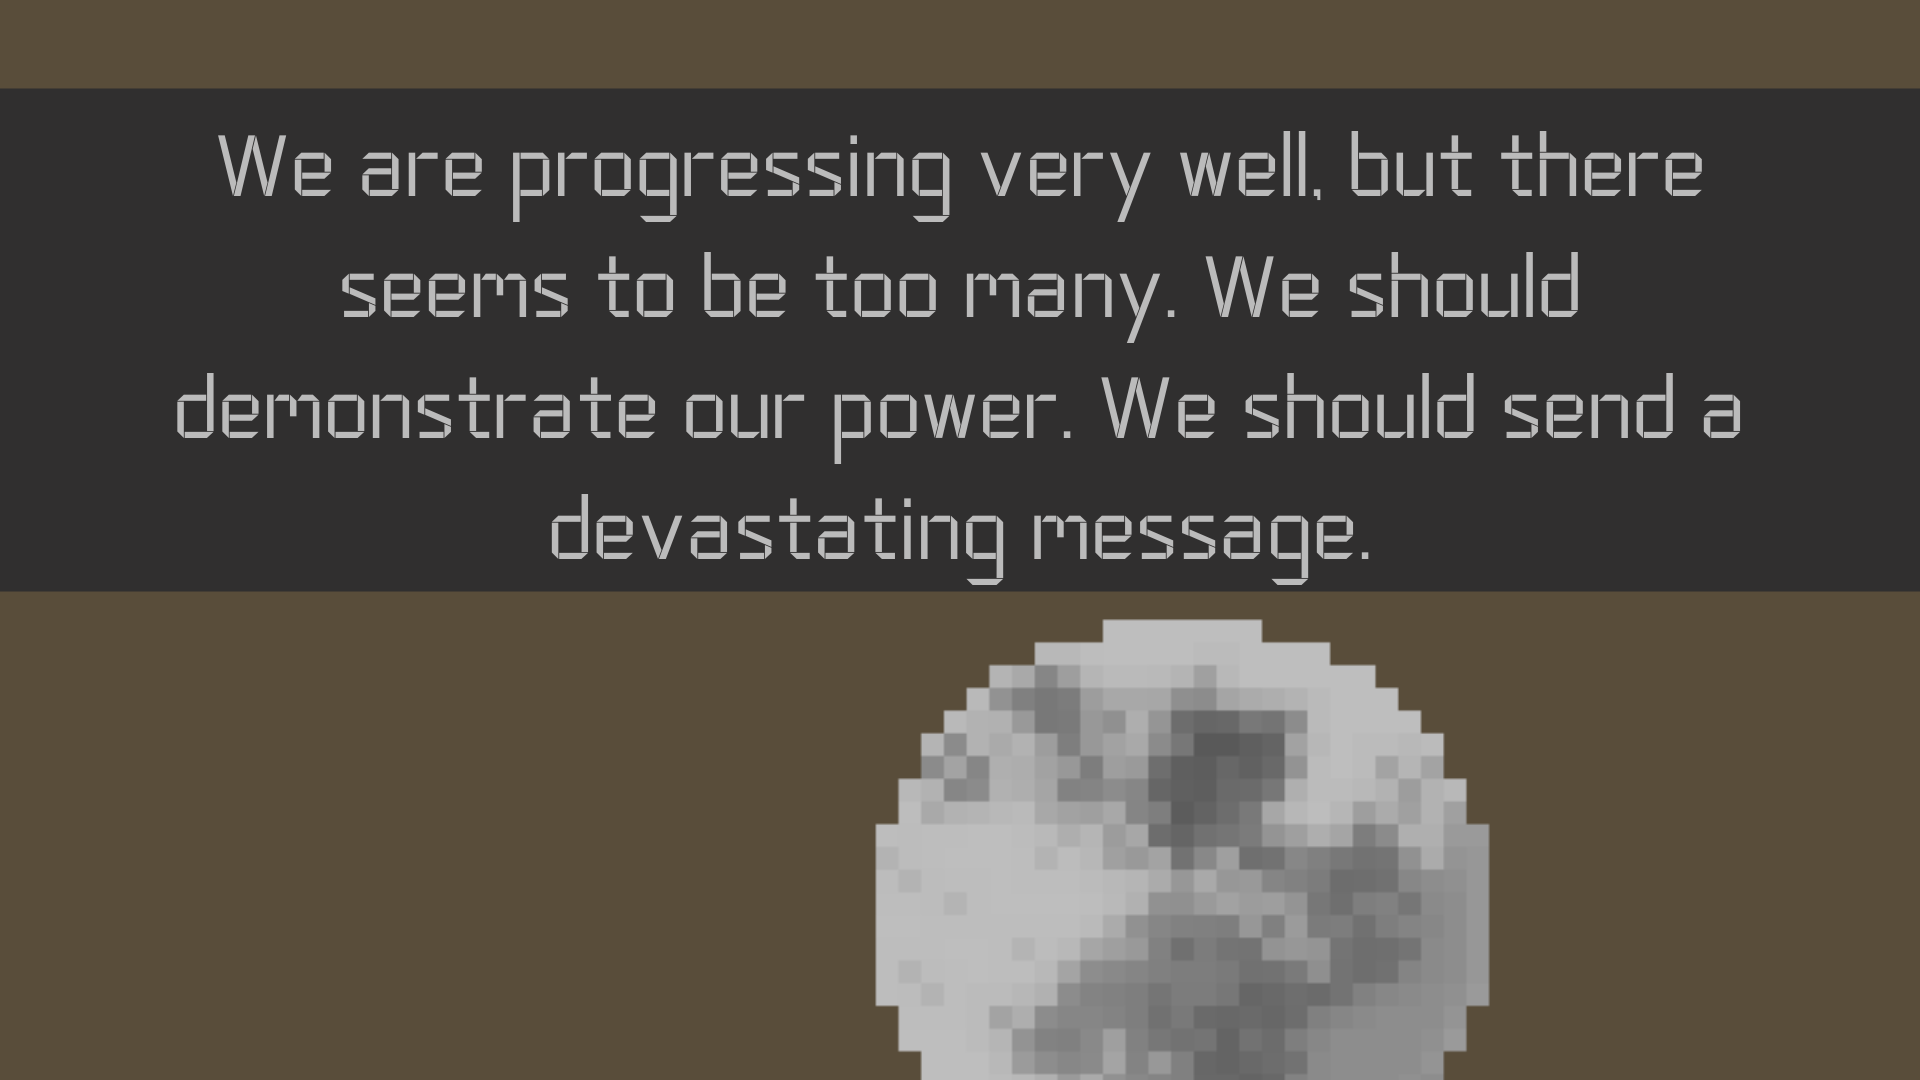 We are progressing very well, but there
seems to be too many. We should
demonstrate our power. We should send a
devastating message.